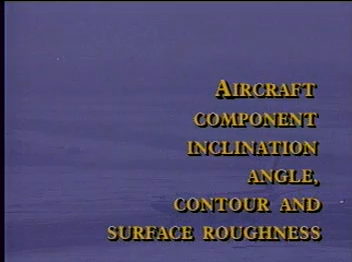 Aircraft
component
inclination
angle,
contour and
surface roughness